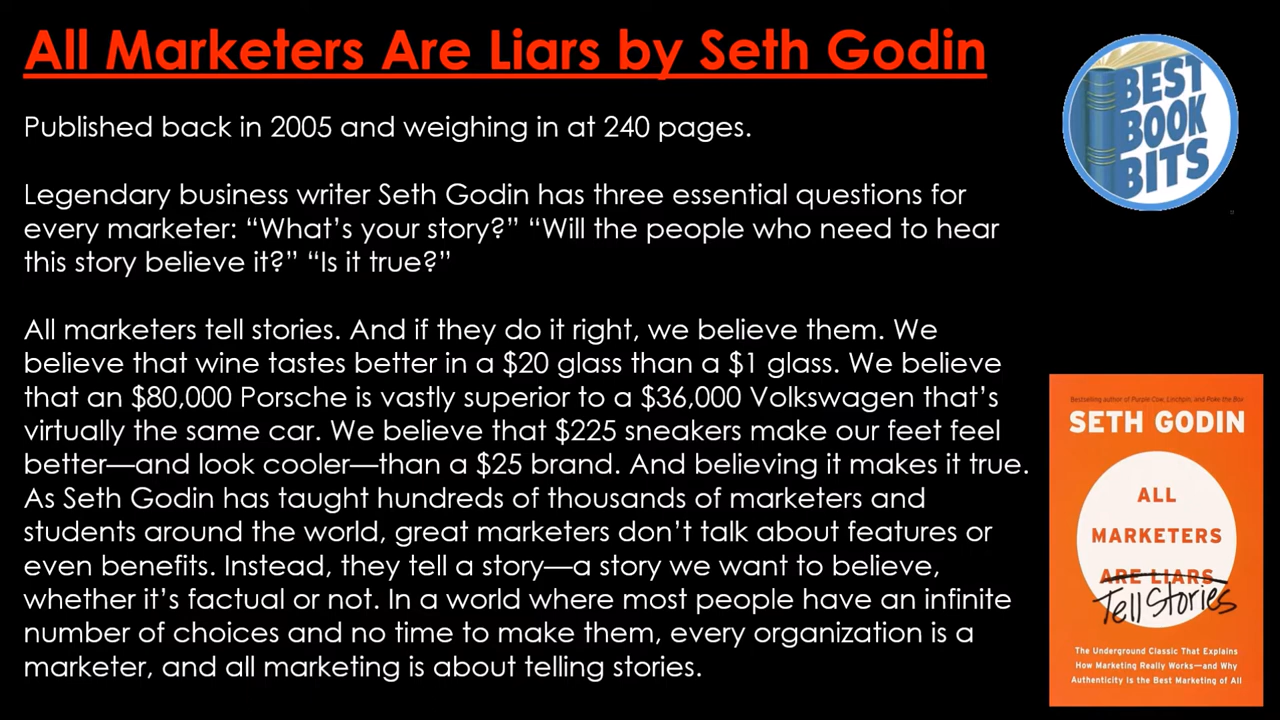 All Marketers Are Liars by Seth Godin
BEST
BOOK
BITS
Published back in 2005 and weighing in at 240 pages.
Legendary business writer Seth Godin has three essential questions for
every marketer: “What’s your story?” “Will the people who need to hear
this story believe it?” “Is it true?”
All marketers tell stories. And if they do it right, we believe them. We
believe that wine tastes better in a $20 glass than a $1 glass. We believe
that an $80,000 Porsche is vastly superior to a $36,000 Volkswagen that’s
virtually the same car. We believe that $225 sneakers make our feet feel
better—and look cooler—than a $25 brand. And believing it makes it true.
As Seth Godin has taught hundreds of thousands of marketers and
students around the world, great marketers don’t talk about features or
even benefits. Instead, they tell a story—a story we want to believe,
whether it’s factual or not. In a world where most people have an infinite
number of choices and no time to make them, every organization is a
marketer, and all marketing is about telling stories.
Bestselling author of Purple Cow, Linchpin, and Poke the Box
SETH GODIN
ALL
MARKETERS
ARE LIARS
Tell Stories
The Underground Classic That Explains
How Marketing Really Works—and Why
Authenticity Is the Best Marketing of All